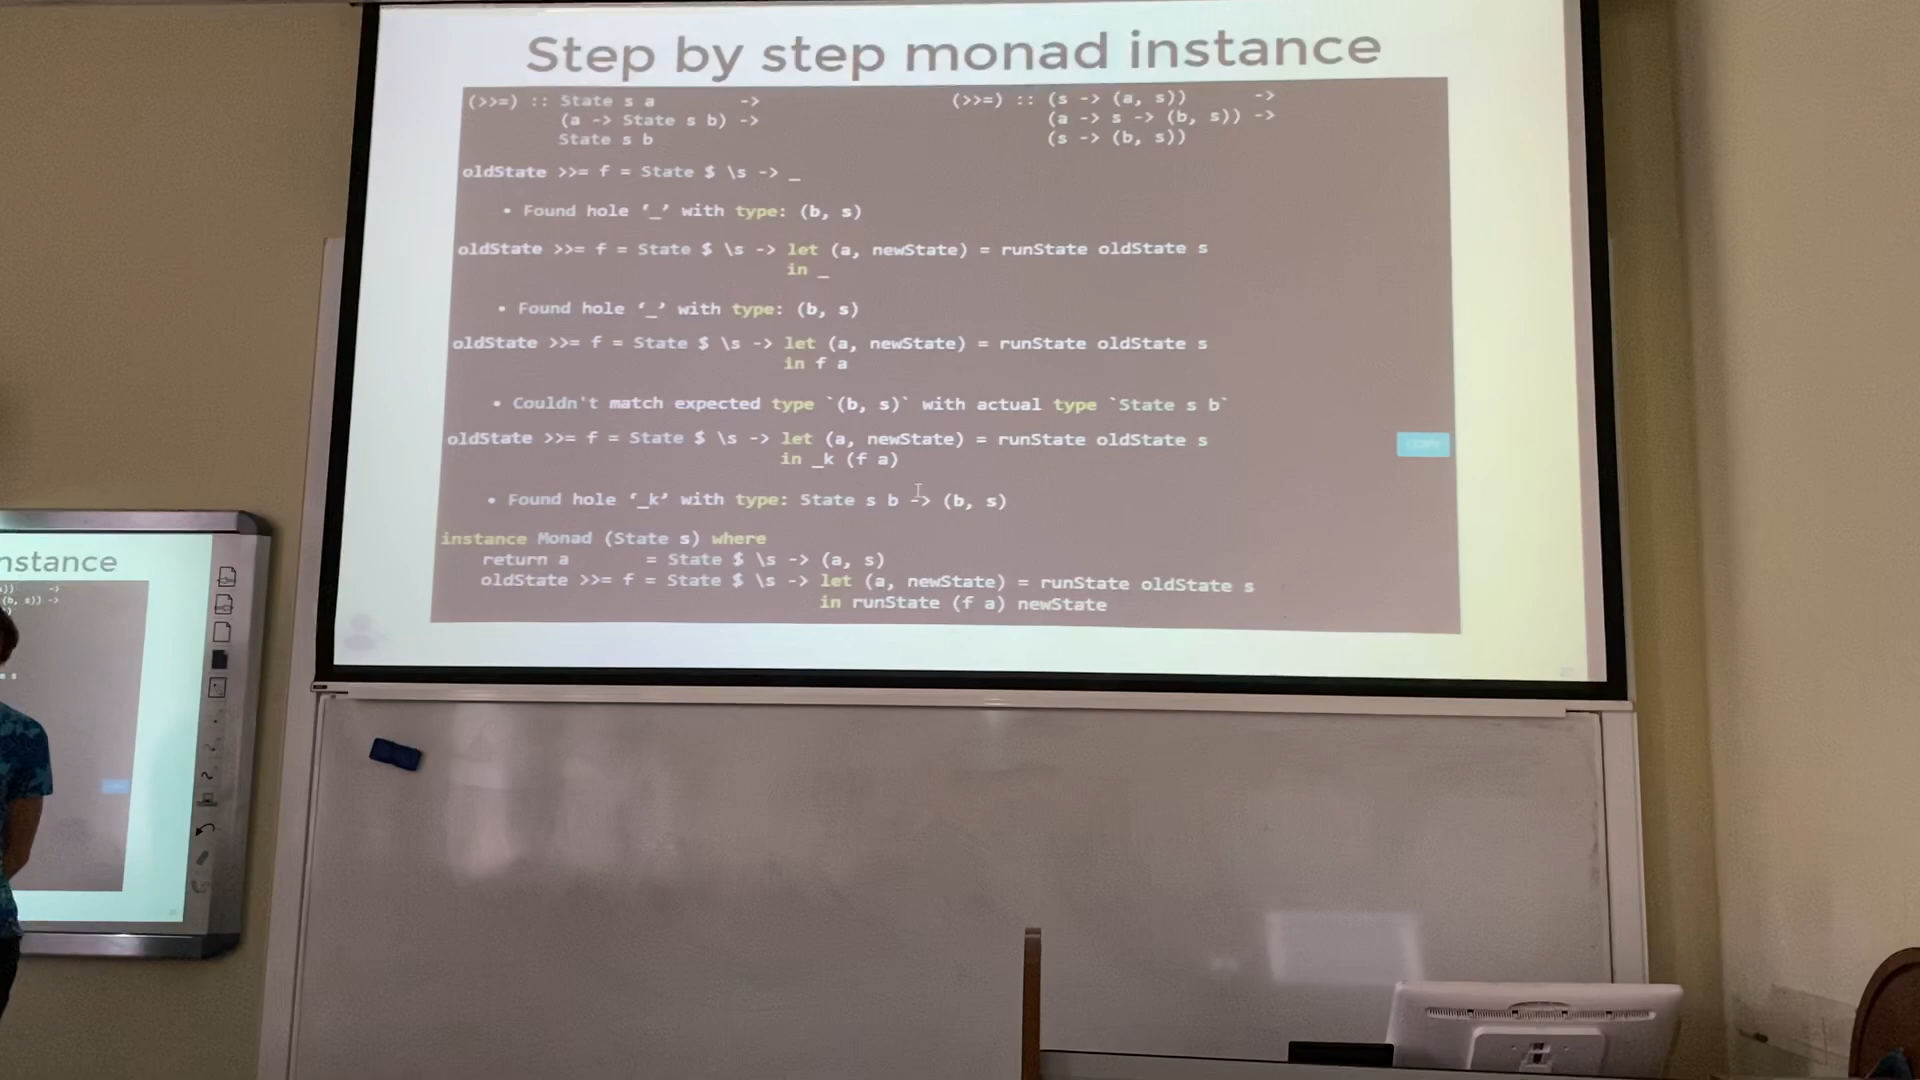 Step by step monad instance
(>>=) :: State s a ->
(a -> State s b) ->
State s b
(>>=) :: (s -> (a, s)) ->
(a -> s -> (b, s)) ->
(s -> (b, s))
oldState >>= f = State $ \s -> _
• Found hole ‘_’ with type: (b, s)
oldState >>= f = State $ \s -> let (a, newState) = runState oldState s
in _
• Found hole ‘_’ with type: (b, s)
oldState >>= f = State $ \s -> let (a, newState) = runState oldState s
in f a
• Couldn't match expected type `(b, s)` with actual type `State s b`
oldState >>= f = State $ \s -> let (a, newState) = runState oldState s
in _k (f a)
COPY
• Found hole ‘_k’ with type: State s b -> (b, s)
instance Monad (State s) where
return a = State $ \s -> (a, s)
oldState >>= f = State $ \s -> let (a, newState) = runState oldState s
in runState (f a) newState
nstance
)) ->
(b, s)) ->